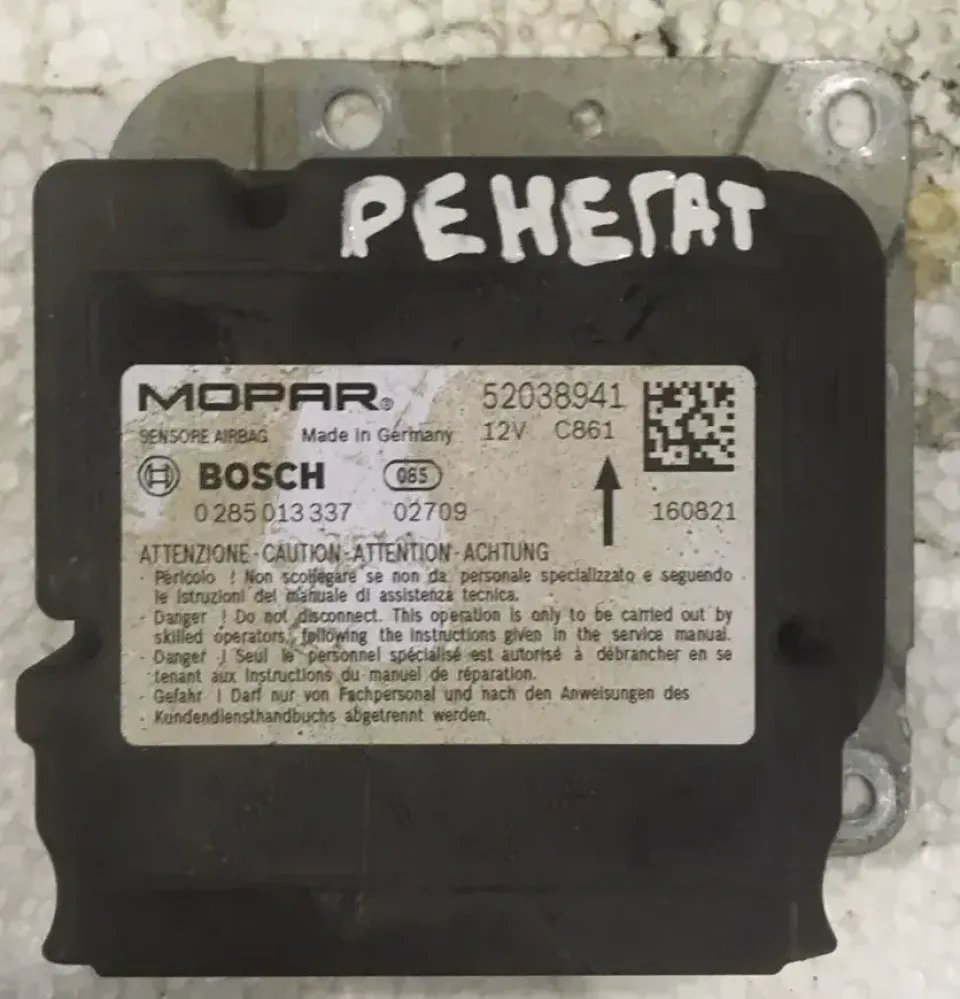 РЕНЕГАТ
MOPAR® 52038941
SENSORE AIRBAG Made in Germany 12V C861
BOSCH 065
0 285 013 337 02709 160821
ATTENZIONE - CAUTION - ATTENTION - ACHTUNG
- Pericolo ! Non scollegare se non da personale specializzato e seguendo
le istruzioni del manuale di assistenza tecnica.
- Danger ! Do not disconnect. This operation is only to be carried out by
skilled operators, following the instructions given in the service manual.
- Danger ! Seul le personnel spécialisé est autorisé à débrancher en se
tenant aux instructions du manuel de réparation.
- Gefahr ! Darf nur von Fachpersonal und nach den Anweisungen des
- Kundendiensthandbuchs abgetrennt werden.